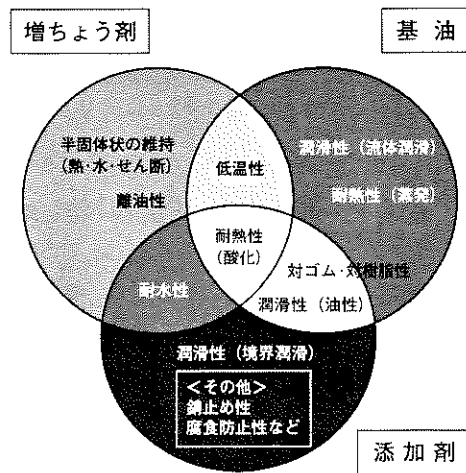 増ちょう剤
基油
半固体状の維持
(熱・水・せん断)
離油性
低温性
潤滑性(流体潤滑)
耐熱性(蒸発)
耐熱性
(酸化)
対ゴム・対樹脂性
耐水性
潤滑性(油性)
潤滑性(境界潤滑)
<その他>
錆止め性
腐食防止性など
添加剤